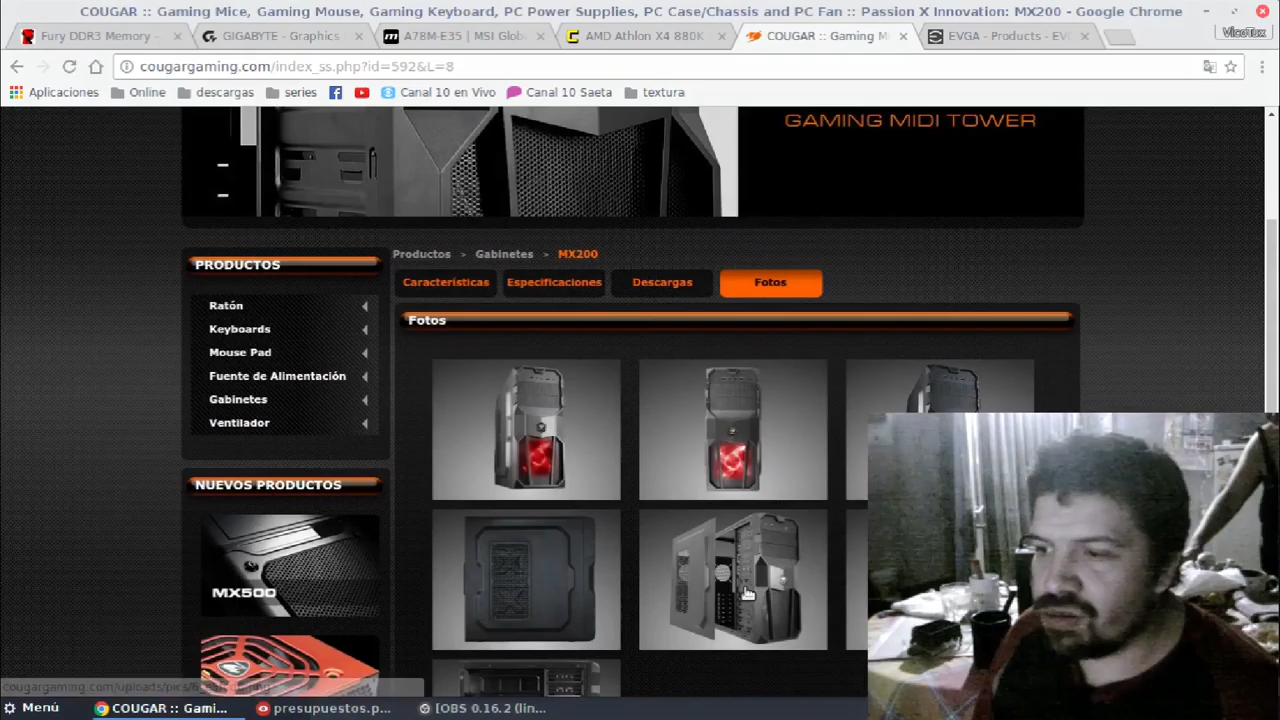 COUGAR :: Gaming Mice, Gaming Mouse, Gaming Keyboard, PC Power Supplies, PC Case/Chassis and PC Fan :: Passion X Innovation: MX200 - Google Chrome
Fury DDR3 Memory -
GIGABYTE - Graphics
A78M-E35 | MSI Glob
AMD Athlon X4 880K
COUGAR :: Gaming M
EVGA - Products - EV
VicoTux
cougargaming.com/index_ss.php?id=592&L=8
Aplicaciones
Online
descargas
series
Canal 10 en Vivo
Canal 10 Saeta
textura
GAMING MIDI TOWER
Productos > Gabinetes > MX200
PRODUCTOS
Características
Especificaciones
Descargas
Fotos
Ratón
Keyboards
Mouse Pad
Fuente de Alimentación
Gabinetes
Ventilador
Fotos
NUEVOS PRODUCTOS
MX500
Menú
COUGAR :: Gami...
presupuestos.p...
[OBS 0.16.2 (lin...